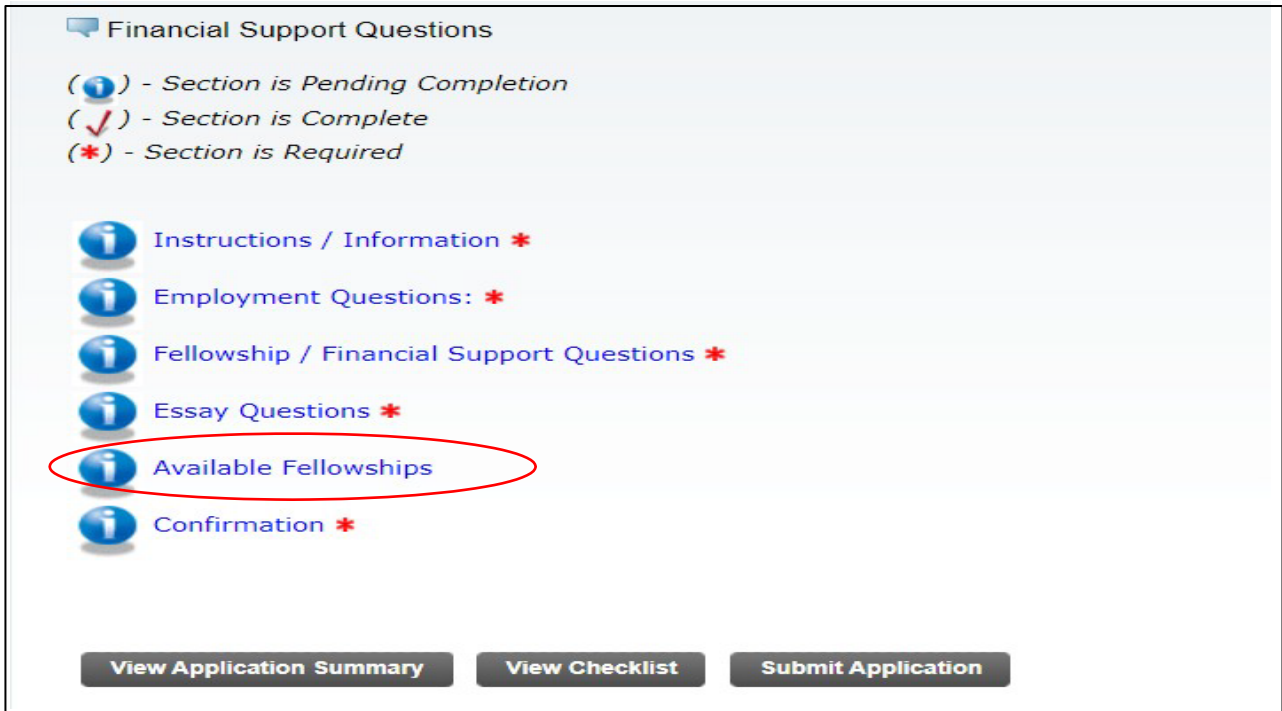 Financial Support Questions
(i) - Section is Pending Completion
(✓) - Section is Complete
(*) - Section is Required
Instructions / Information *
Employment Questions: *
Fellowship / Financial Support Questions *
Essay Questions *
Available Fellowships
Confirmation *
View Application Summary View Checklist Submit Application